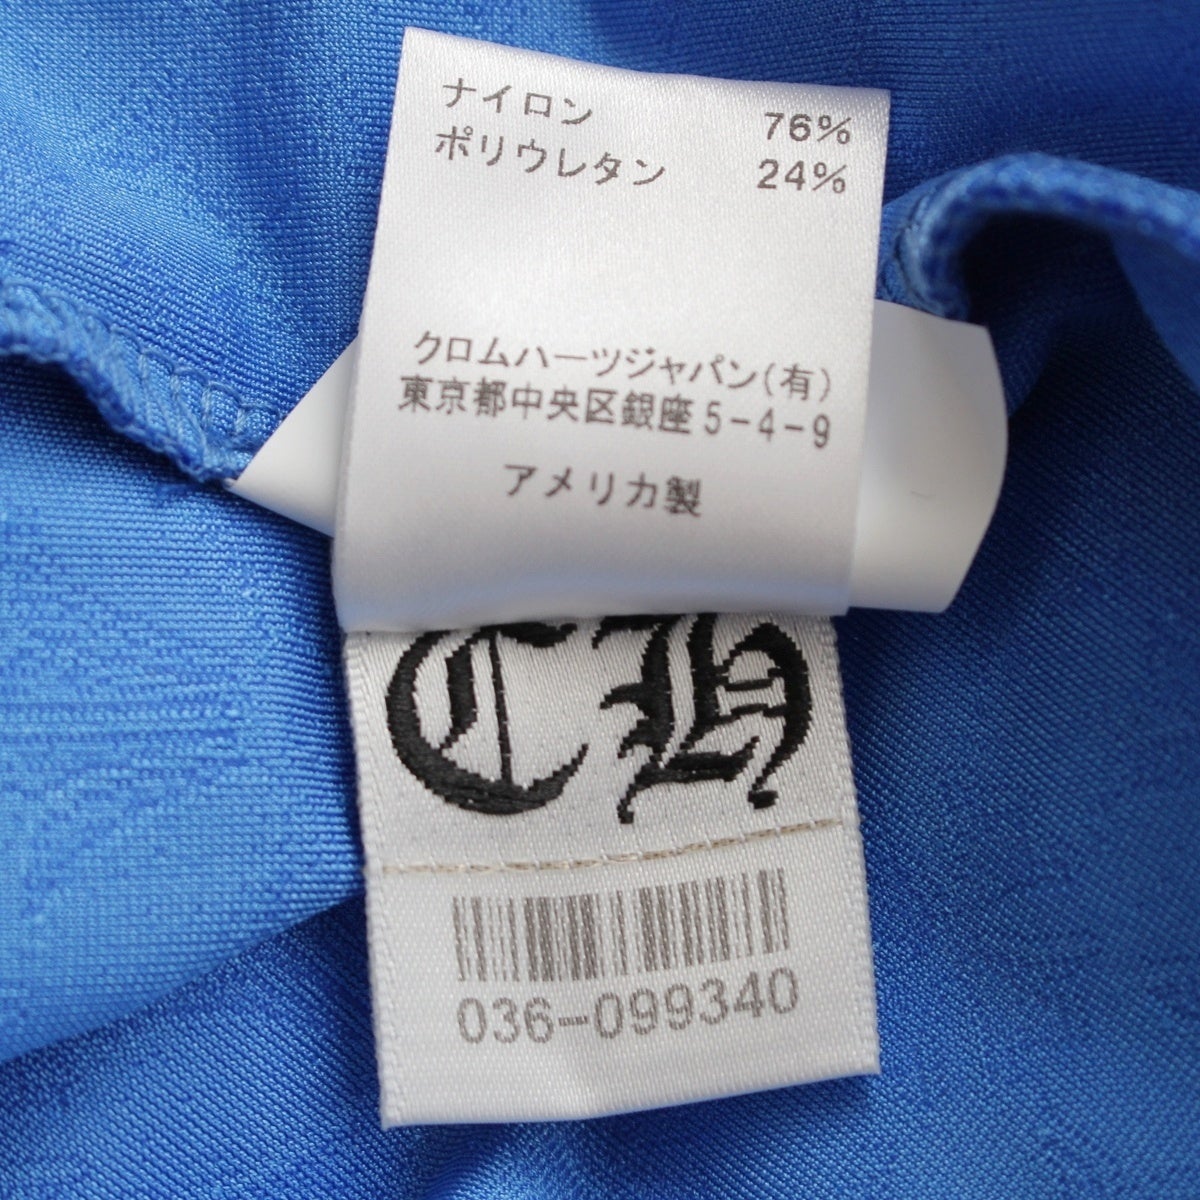 ナイロン 76%
ポリウレタン 24%
クロムハーツジャパン(有)
東京都中央区銀座5-4-9
アメリカ製
CH
036-099340